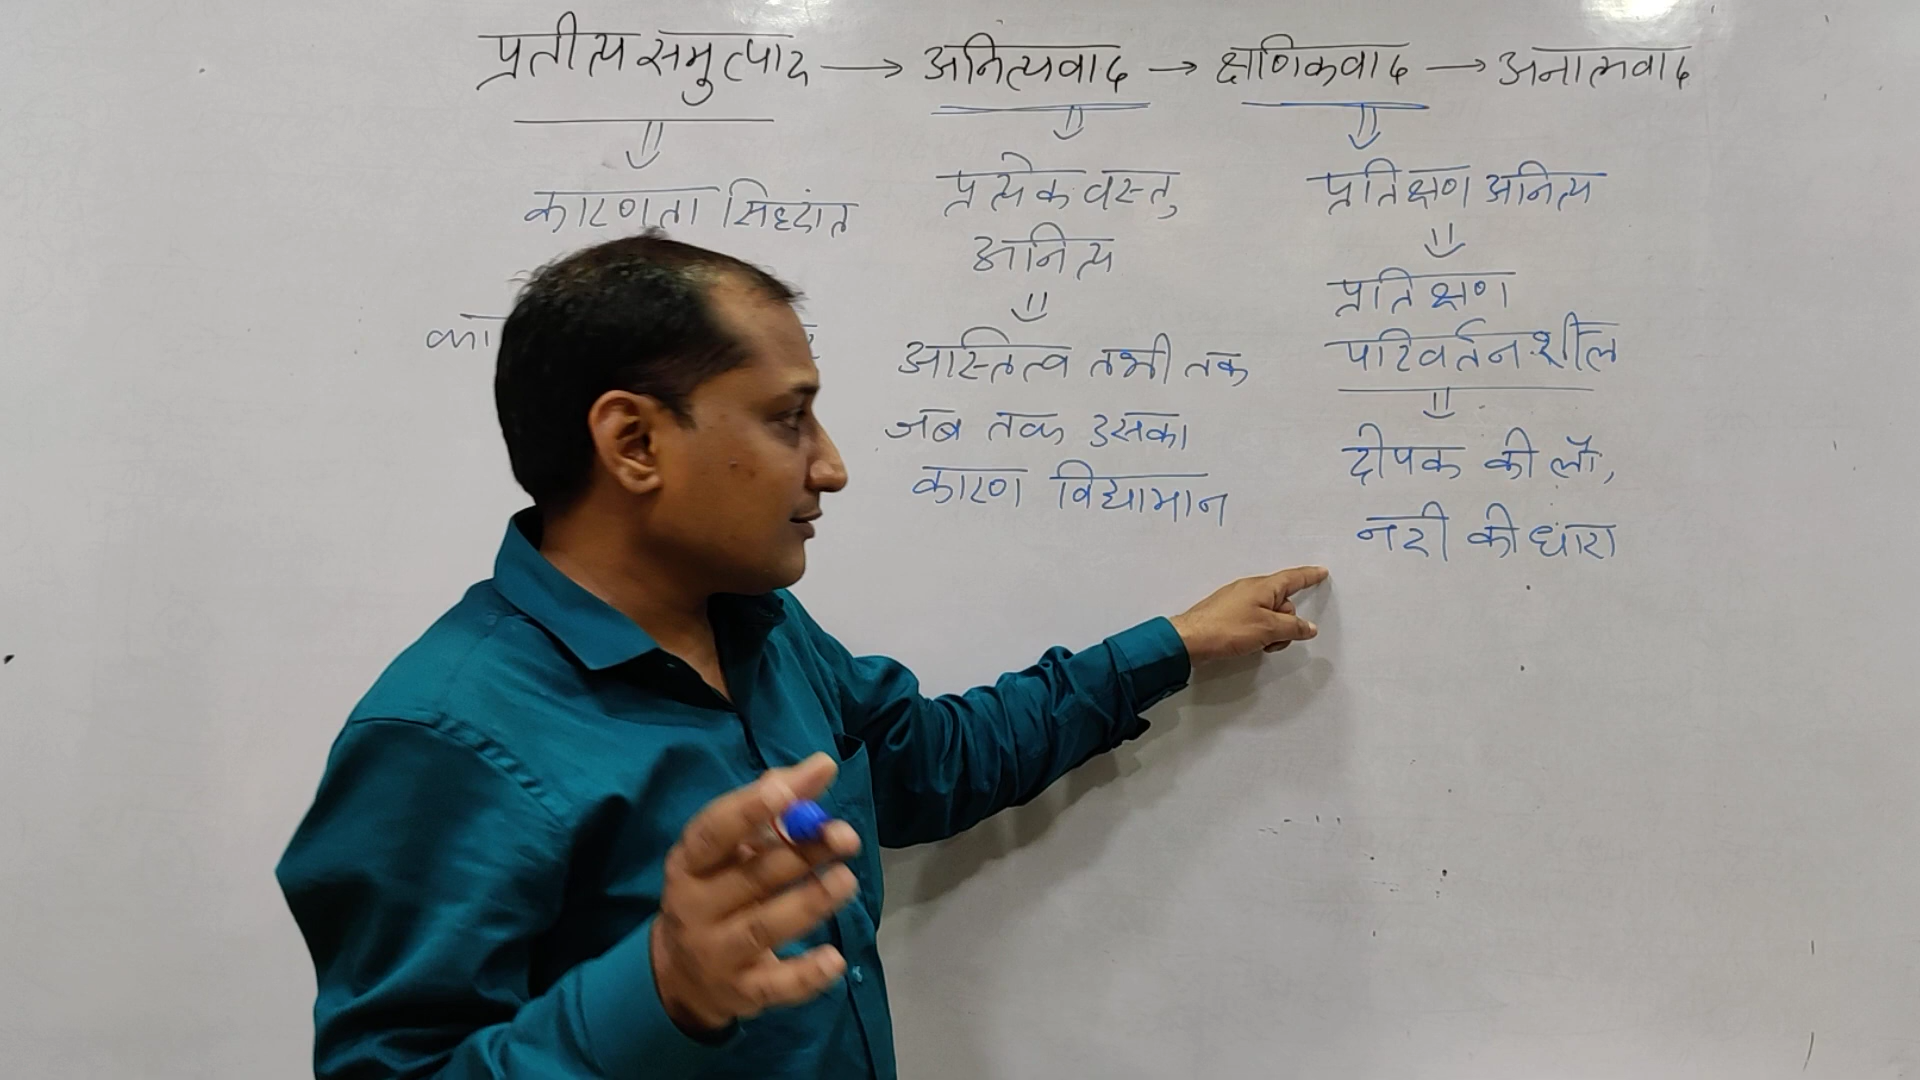 प्रतीत्यसमुत्पाद → अनित्यवाद → क्षणिकवाद → अनात्मवाद
कारणता सिद्धांत
का
प्रत्येक वस्तु
अनित्य
अस्तित्व तभी तक
जब तक उसका
कारण विद्यामान
प्रतिक्षण अनित्य
प्रतिक्षण
परिवर्तनशील
दीपक की लौ,
नदी की धारा